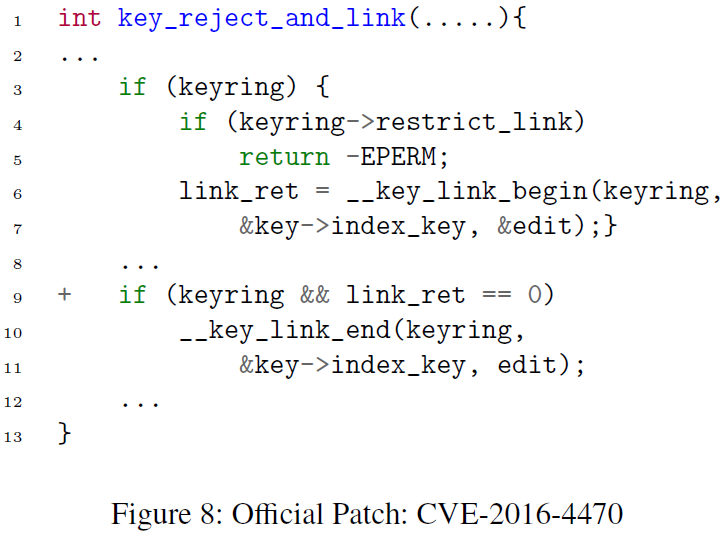 1 int key_reject_and_link(.....){
2 ...
3 if (keyring) {
4 if (keyring->restrict_link)
5 return -EPERM;
6 link_ret = __key_link_begin(keyring,
7 &key->index_key, &edit);}
8 ...
9 + if (keyring && link_ret == 0)
10 __key_link_end(keyring,
11 &key->index_key, edit);
12 ...
13 }
Figure 8: Official Patch: CVE-2016-4470